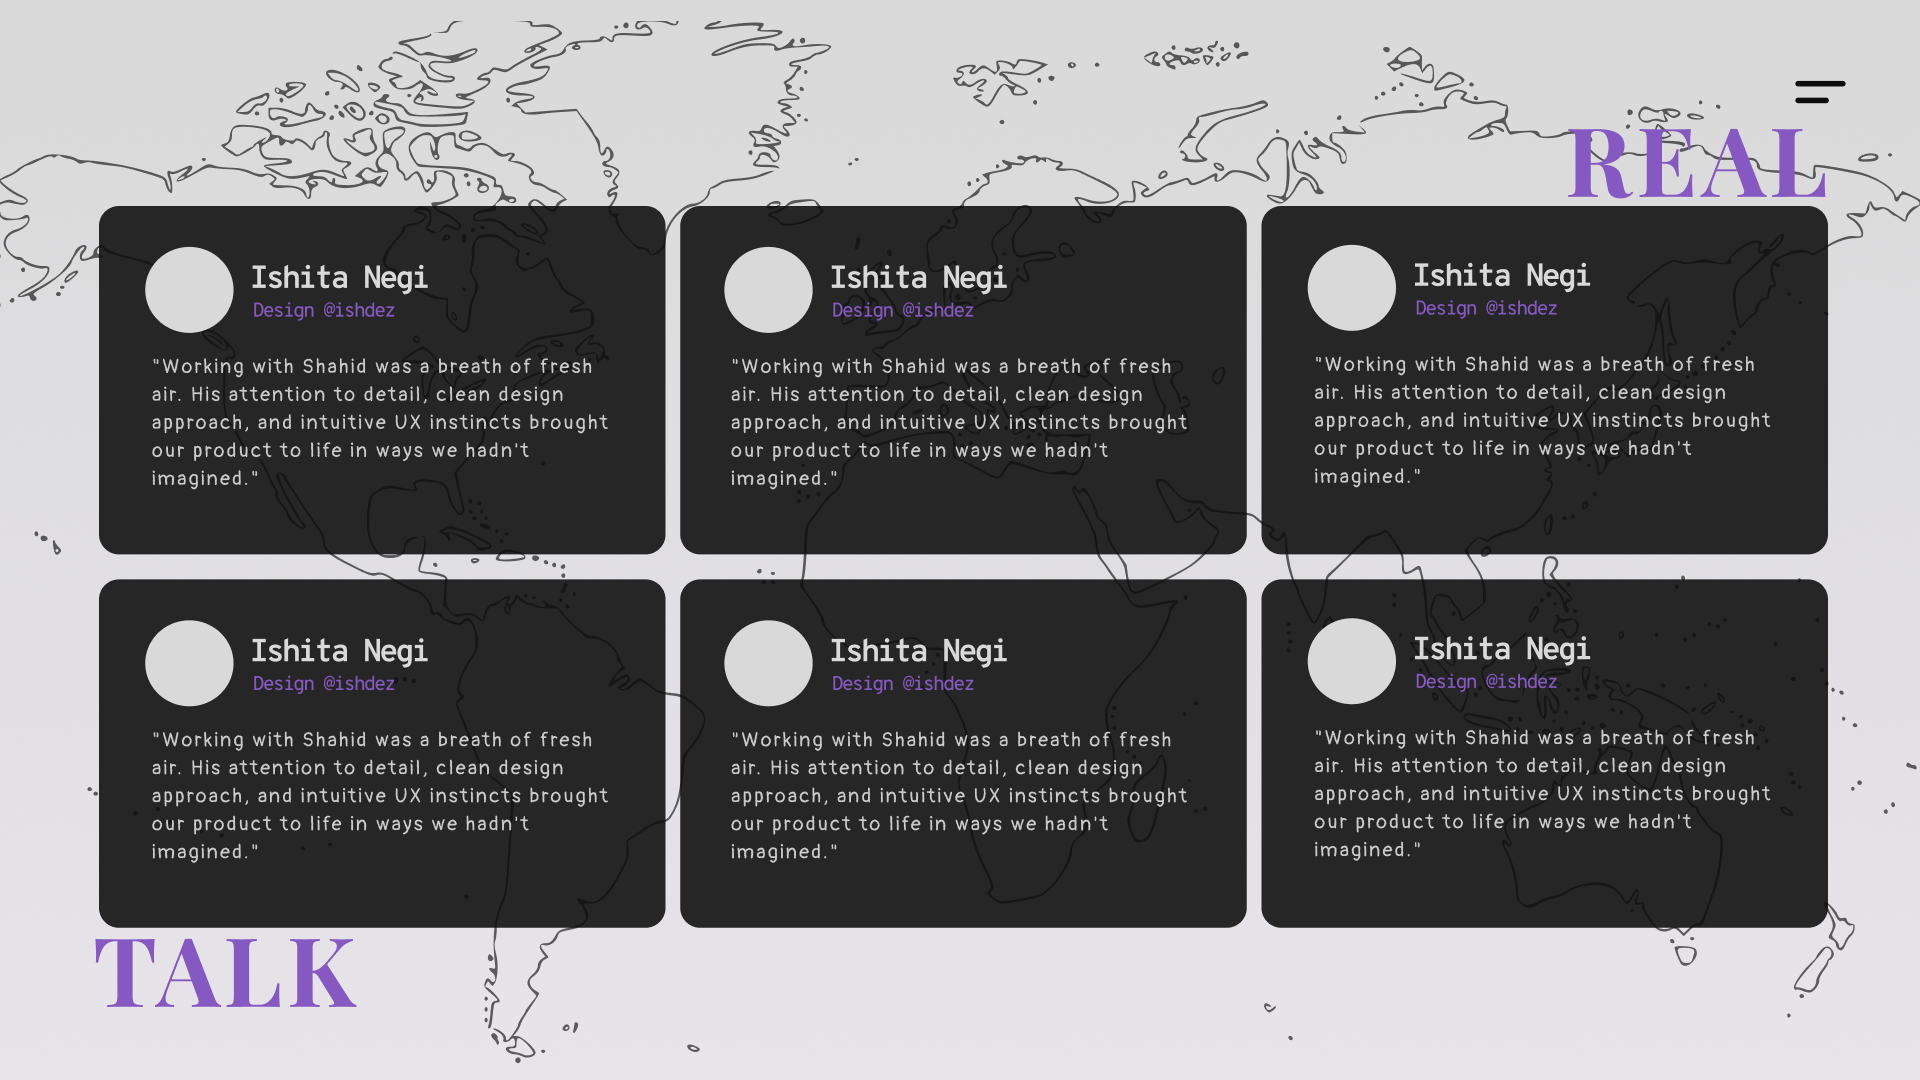 REAL
Ishita Negi
Design @ishdez
"Working with Shahid was a breath of fresh
air. His attention to detail, clean design
approach, and intuitive UX instincts brought
our product to life in ways we hadn't
imagined."
Ishita Negi
Design @ishdez
"Working with Shahid was a breath of fresh
air. His attention to detail, clean design
approach, and intuitive UX instincts brought
our product to life in ways we hadn't
imagined."
Ishita Negi
Design @ishdez
"Working with Shahid was a breath of fresh
air. His attention to detail, clean design
approach, and intuitive UX instincts brought
our product to life in ways we hadn't
imagined."
Ishita Negi
Design @ishdez
"Working with Shahid was a breath of fresh
air. His attention to detail, clean design
approach, and intuitive UX instincts brought
our product to life in ways we hadn't
imagined."
Ishita Negi
Design @ishdez
"Working with Shahid was a breath of fresh
air. His attention to detail, clean design
approach, and intuitive UX instincts brought
our product to life in ways we hadn't
imagined."
Ishita Negi
Design @ishdez
"Working with Shahid was a breath of fresh
air. His attention to detail, clean design
approach, and intuitive UX instincts brought
our product to life in ways we hadn't
imagined."
TALK